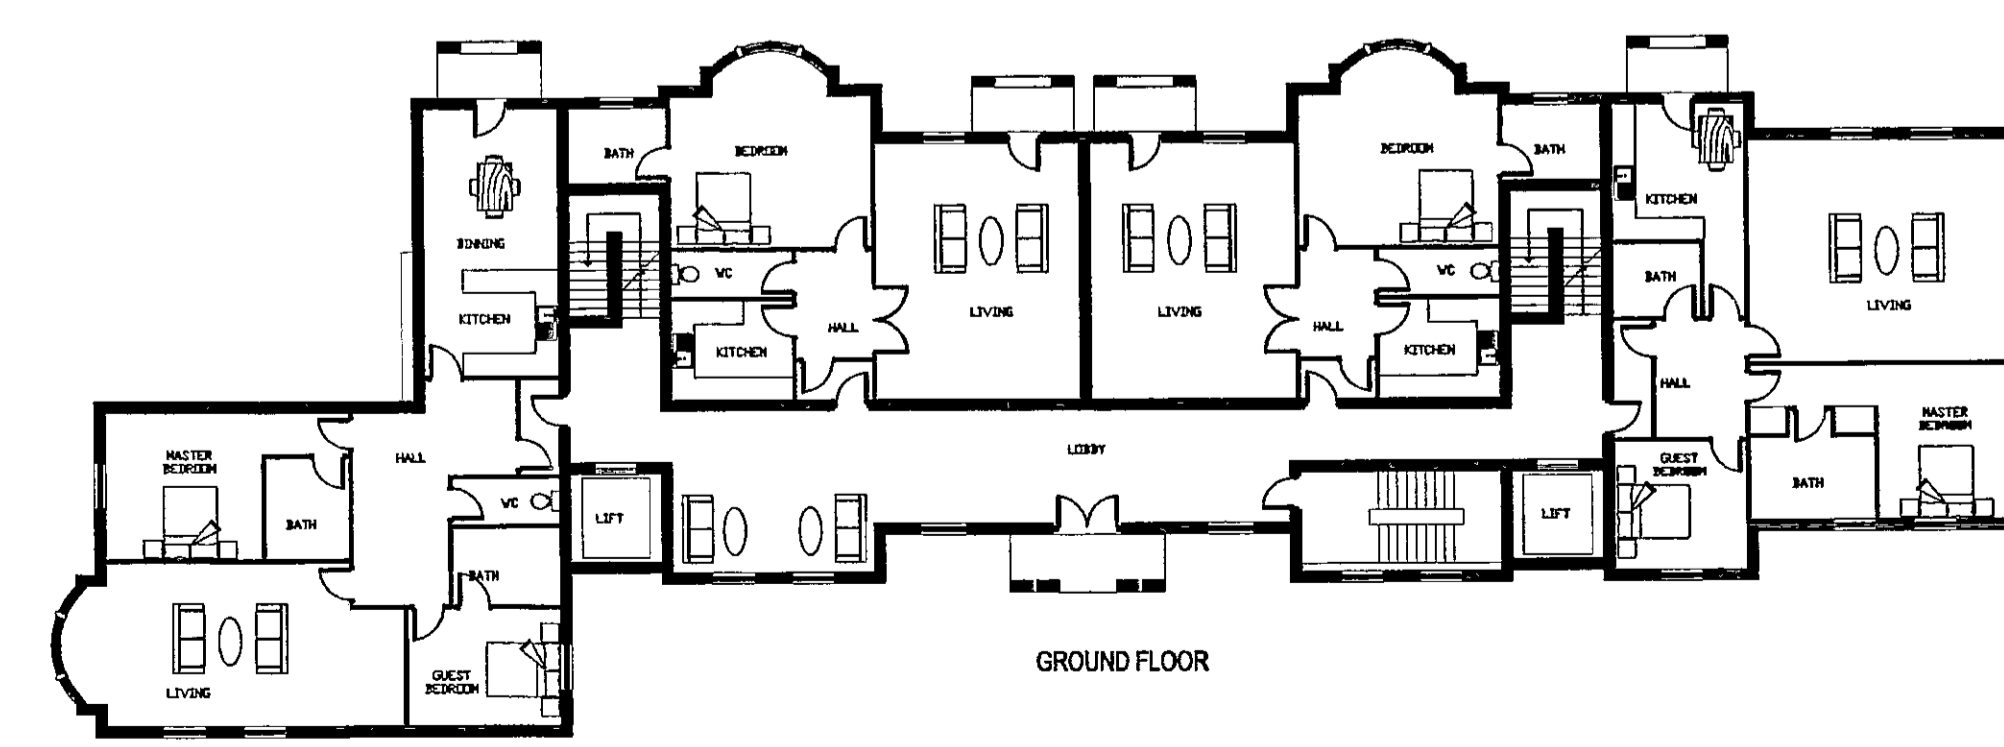 BATH
BEDROOM
BEDROOM
BATH
KITCHEN
DINNING
WC
WC
BATH
KITCHEN
LIVING
LIVING
LIVING
HALL
HALL
KITCHEN
KITCHEN
HALL
MASTER
BEDROOM
MASTER
BEDROOM
HALL
LOBBY
GUEST
BEDROOM
WC
BATH
LIFT
LIFT
BATH
BATH
GROUND FLOOR
GUEST
BEDROOM
LIVING